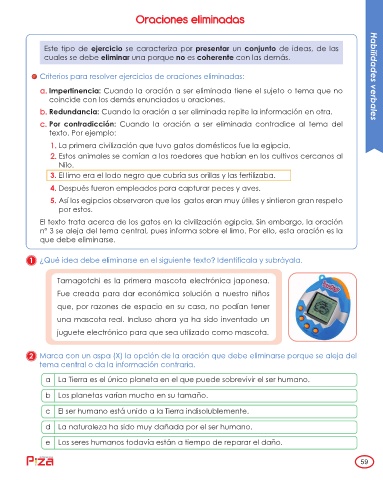 Oraciones eliminadas
Habilidades verbales
Este tipo de ejercicio se caracteriza por presentar un conjunto de ideas, de las
cuales se debe eliminar una porque no es coherente con las demás.
Criterios para resolver ejercicios de oraciones eliminadas:
a. Impertinencia: Cuando la oración a ser eliminada tiene el sujeto o tema que no
coincide con los demás enunciados u oraciones.
b. Redundancia: Cuando la oración a ser eliminada repite la información en otra.
c. Por contradicción: Cuando la oración a ser eliminada contradice al tema del
texto. Por ejemplo:
1. La primera civilización que tuvo gatos domésticos fue la egipcia.
2. Estos animales se comían a los roedores que habían en los cultivos cercanos al
Nilo.
3. El limo era el lodo negro que cubría sus orillas y las fertilizaba.
4. Después fueron empleados para capturar peces y aves.
5. Así los egipcios observaron que los gatos eran muy útiles y sintieron gran respeto
por estos.
El texto trata acerca de los gatos en la civilización egipcia. Sin embargo, la oración
n° 3 se aleja del tema central, pues informa sobre el limo. Por ello, esta oración es la
que debe eliminarse.
1 ¿Qué idea debe eliminarse en el siguiente texto? Identifícala y subráyala.
Tamagotchi es la primera mascota electrónica japonesa.
Fue creada para dar económica solución a nuestro niños
que, por razones de espacio en su casa, no podían tener
una mascota real. Incluso ahora ya ha sido inventado un
juguete electrónico para que sea utilizado como mascota.
2 Marca con un aspa (X) la opción de la oración que debe eliminarse porque se aleja del
tema central o da la información contraria.
a La Tierra es el único planeta en el que puede sobrevivir el ser humano.
b Los planetas varían mucho en su tamaño.
c El ser humano está unido a la Tierra indisolublemente.
d La naturaleza ha sido muy dañada por el ser humano.
e Los seres humanos todavía están a tiempo de reparar el daño.
59